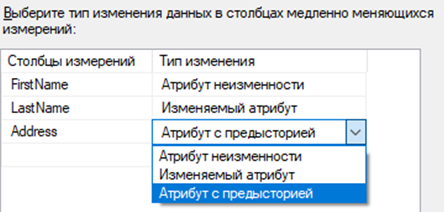 Выберите тип изменения данных в столбцах медленно меняющихся
измерений:
Столбцы измерений Тип изменения
FirstName Атрибут неизменности
LastName Изменяемый атрибут
Address Атрибут с предысторией
Атрибут неизменности
Изменяемый атрибут
Атрибут с предысторией